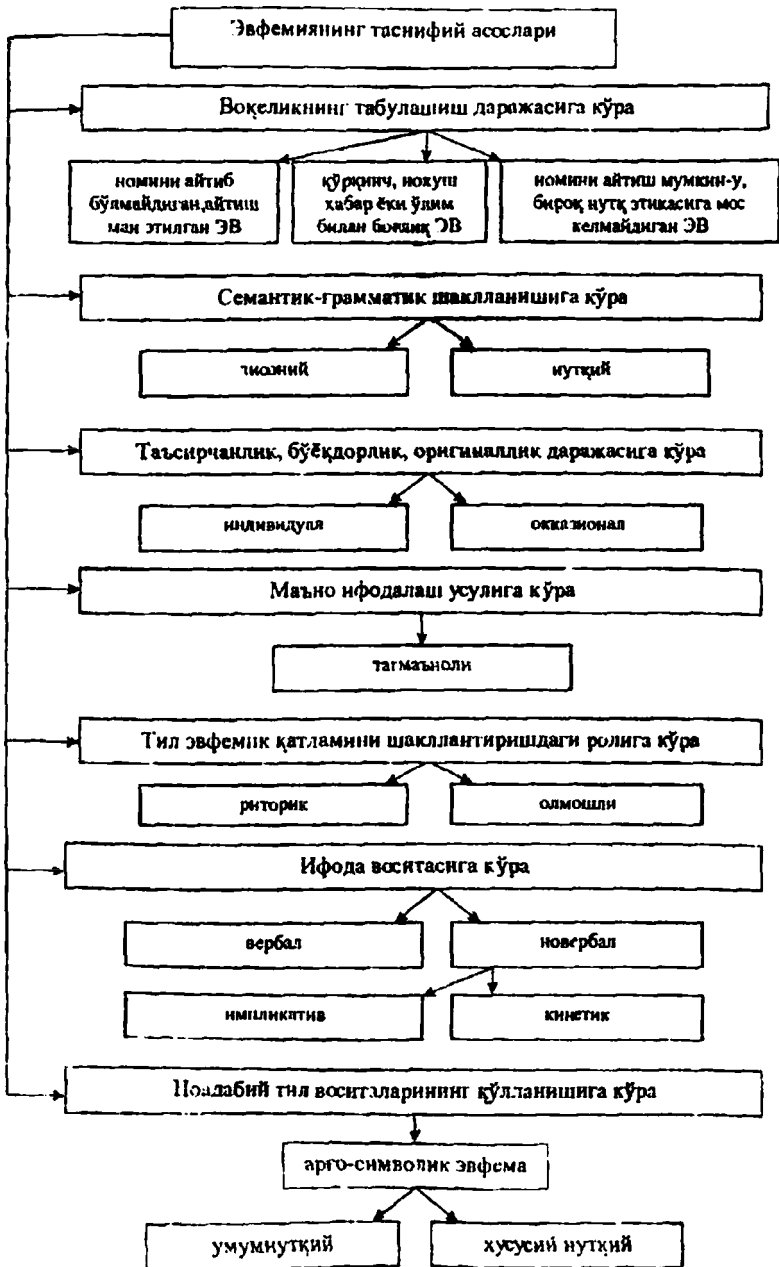 Эвфемиянинг таснифий асослари
Воқеликнинг табулашиш даражасига кўра
номини айтиб
бўлмайдиган,айтиш
ман этилган ЭВ
қўрқинч, нохуш
хабар ёки ўлим
билан боғлиқ ЭВ
номини айтиш мумкин-у,
бироқ нутқ этикасига мос
келмайдиган ЭВ
Семантик-грамматик шаклланишига кўра
лисоний
нутқий
Таъсирчанлик, бўёқдорлик, оригиналлик даражасига кўра
индивидуал
окказионал
Маъно ифодалаш усулига кўра
тагмаъноли
Тил эвфемик қатламини шакллантиришдаги ролига кўра
риторик
олмошли
Ифода воситасига кўра
вербал
новербал
импликатив
кинетик
Ноадабий тил воситаларининг қўлланишига кўра
арго-символик эвфема
умумнутқий
хусусий нутқий